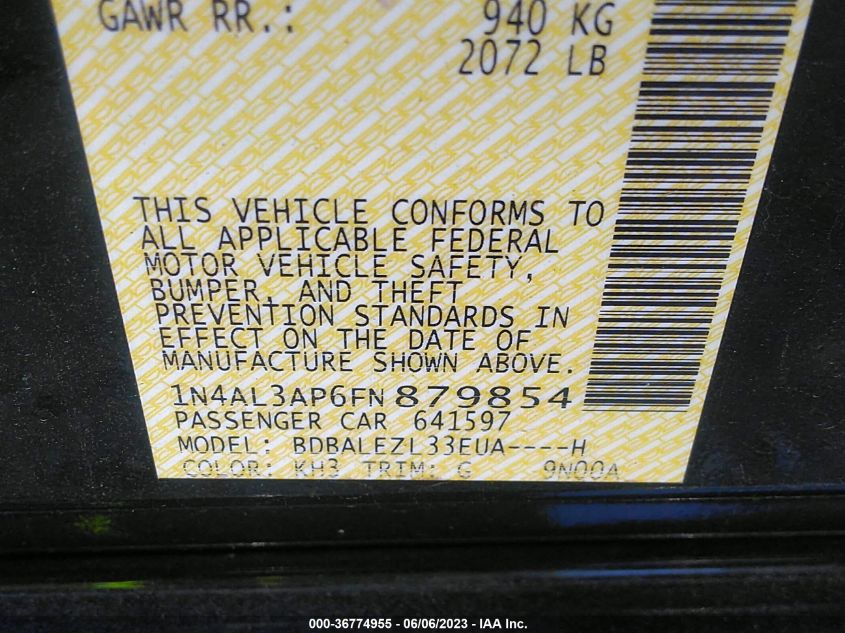 GAWR RR.: 940 KG
2072 LB
THIS VEHICLE CONFORMS TO
ALL APPLICABLE FEDERAL
MOTOR VEHICLE SAFETY,
BUMPER, AND THEFT
PREVENTION STANDARDS IN
EFFECT ON THE DATE OF
MANUFACTURE SHOWN ABOVE.
1N4AL3AP6FN879854
PASSENGER CAR 641597
MODEL: BDBALEZL33EUA----H
COLOR: KH3 TRIM: G 9N00A
000-36774955 - 06/06/2023 - IAA Inc.